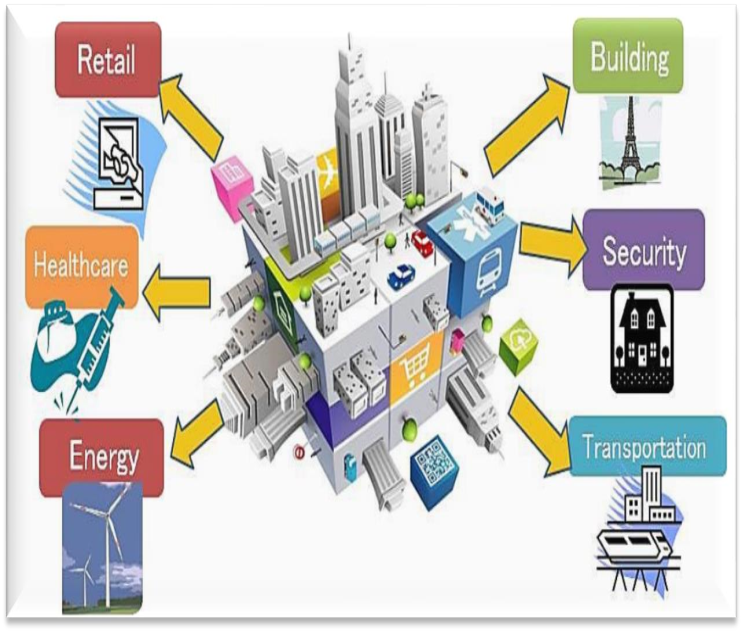 Retail
Building
Healthcare
Security
Energy
Transportation